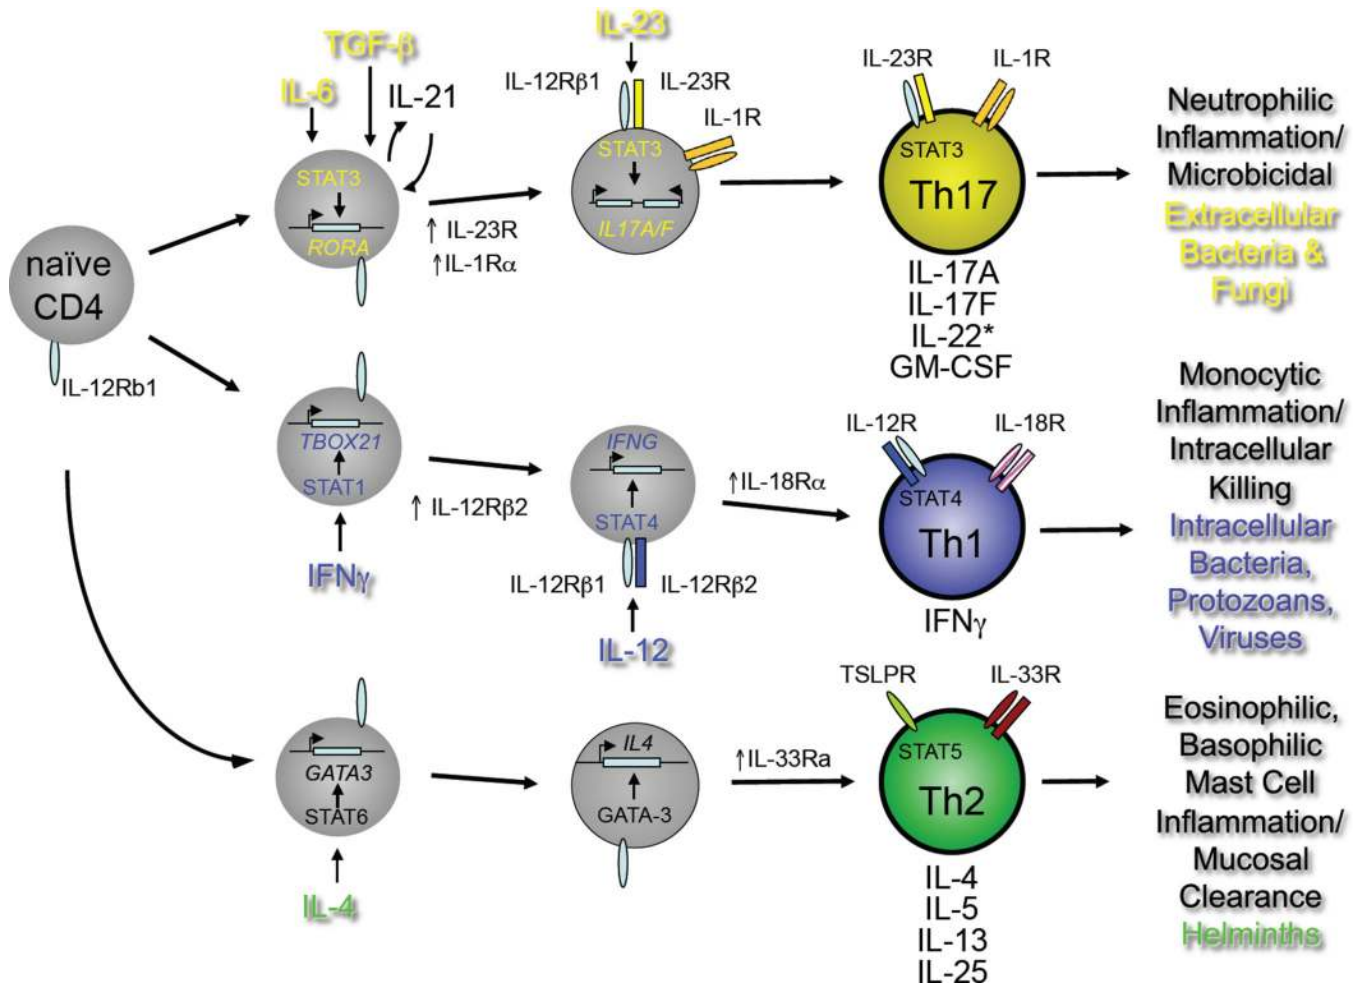 TGF-β
IL-6
IL-21
STAT3
RORA
↑ IL-23R
↑IL-1Rα
IL-23
IL-12Rβ1
IL-23R
IL-1R
STAT3
IL17A/F
IL-23R
IL-1R
STAT3
Th17
IL-17A
IL-17F
IL-22*
GM-CSF
Neutrophilic
Inflammation/
Microbicidal
Extracellular
Bacteria &
Fungi
naïve
CD4
IL-12Rb1
TBOX21
STAT1
IFNγ
↑ IL-12Rβ2
IFNG
STAT4
IL-12Rβ1
IL-12Rβ2
IL-12
↑IL-18Rα
IL-12R
IL-18R
STAT4
Th1
IFNγ
Monocytic
Inflammation/
Intracellular
Killing
Intracellular
Bacteria,
Protozoans,
Viruses
GATA3
STAT6
IL-4
IL4
GATA-3
↑IL-33Ra
TSLPR
IL-33R
STAT5
Th2
IL-4
IL-5
IL-13
IL-25
Eosinophilic,
Basophilic
Mast Cell
Inflammation/
Mucosal
Clearance
Helminths